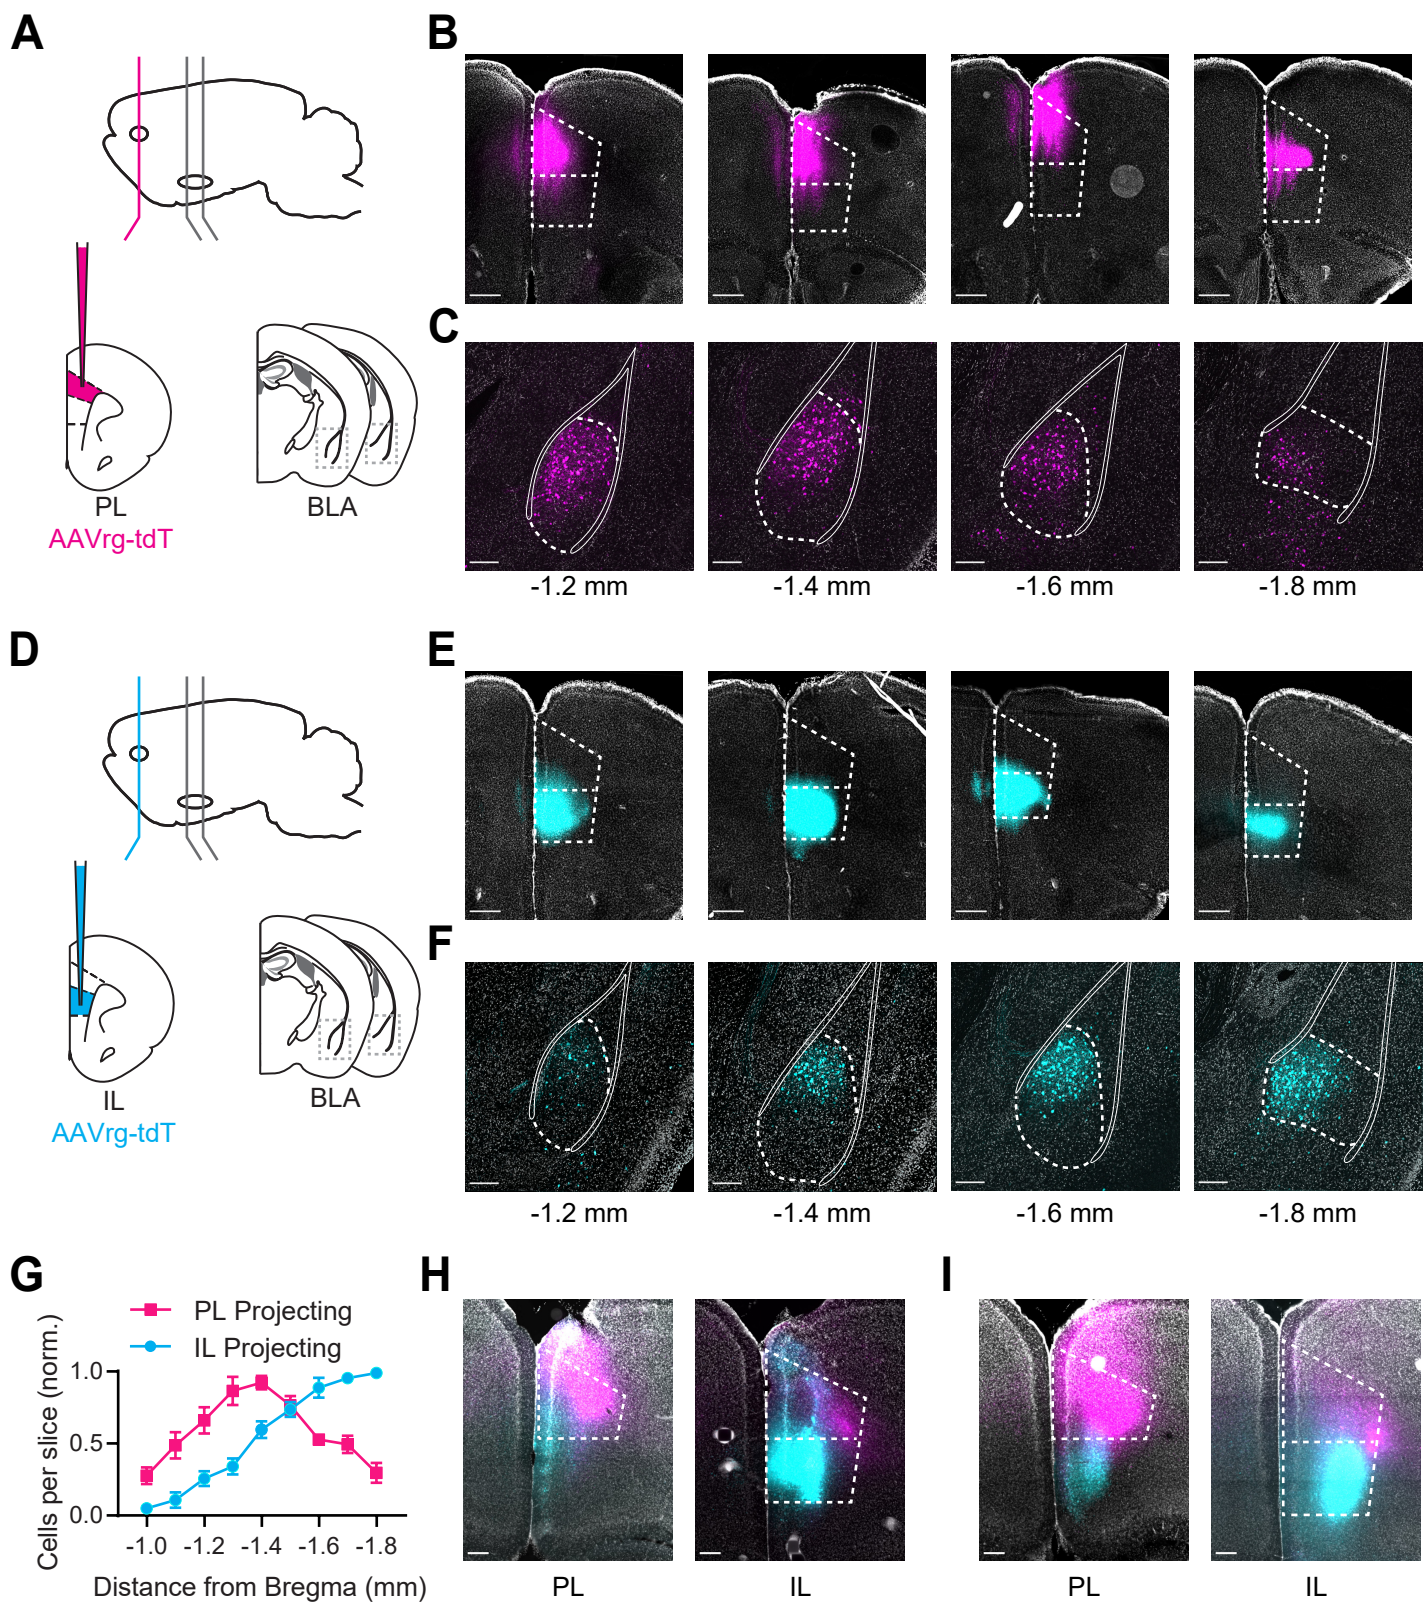 A
PL
AAVrg-tdT
BLA
B
C
-1.2 mm
-1.4 mm
-1.6 mm
-1.8 mm
D
IL
AAVrg-tdT
BLA
E
F
-1.2 mm
-1.4 mm
-1.6 mm
-1.8 mm
G
PL Projecting
IL Projecting
Cells per slice (norm.)
1.0
0.5
0.0
-1.0
-1.2
-1.4
-1.6
-1.8
Distance from Bregma (mm)
H
PL
IL
I
PL
IL